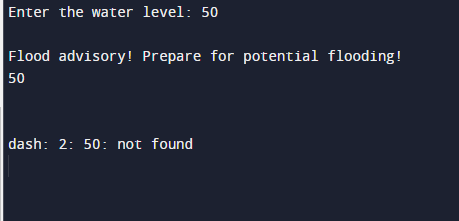 Enter the water level: 50
Flood advisory! Prepare for potential flooding!
50
dash: 2: 50: not found